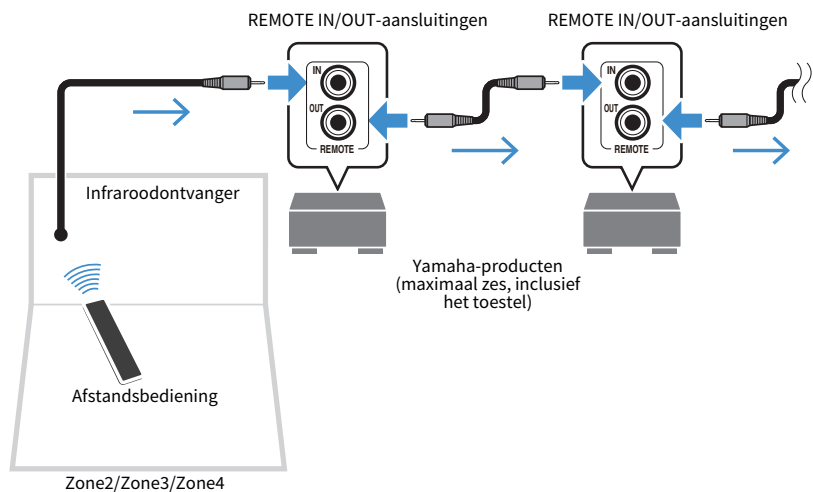 REMOTE IN/OUT-aansluitingen
REMOTE IN/OUT-aansluitingen
IN
OUT
REMOTE
IN
OUT
REMOTE
Infraroodontvanger
Yamaha-producten
(maximaal zes, inclusief
het toestel)
Afstandsbediening
Zone2/Zone3/Zone4